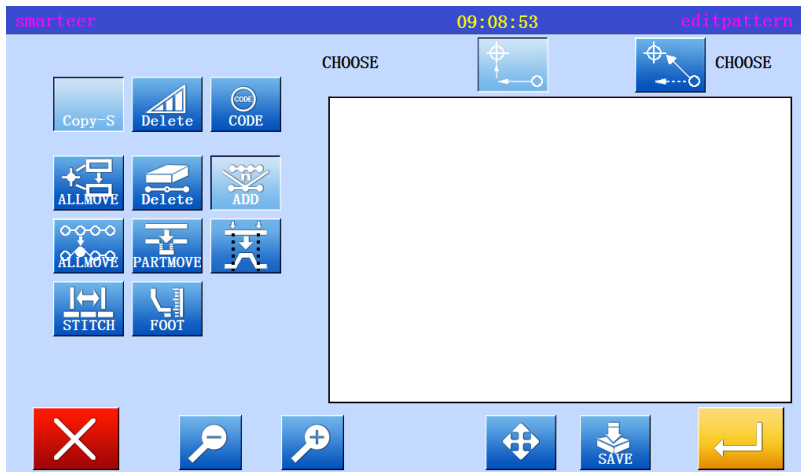 smarteer 09:08:53 editpattern
CHOOSE CHOOSE
Copy-S Delete CODE CODE
ALLMOVE Delete n ADD
ALLMOVE PARTMOVE
STITCH FOOT
SAVE